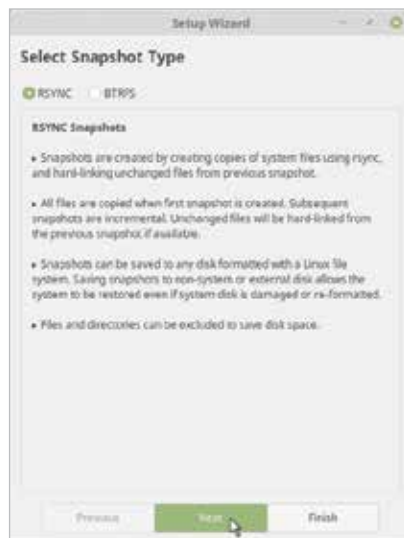 Setup Wizard
Select Snapshot Type
RSYNC BTRFS
RSYNC Snapshots
• Snapshots are created by creating copies of system files using rsync,
and hard-linking unchanged files from previous snapshot.
• All files are copied when first snapshot is created. Subsequent
snapshots are incremental. Unchanged files will be hard-linked from
the previous snapshot if available.
• Snapshots can be saved to any disk formatted with a Linux file
system. Saving snapshots to non-system or external disk allows the
system to be restored even if system disk is damaged or re-formatted.
• Files and directories can be excluded to save disk space.
Previous Next Finish